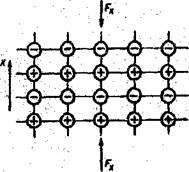 Fx
x
− − − − −
+ + + + +
− − − − −
+ + + + +
Fx